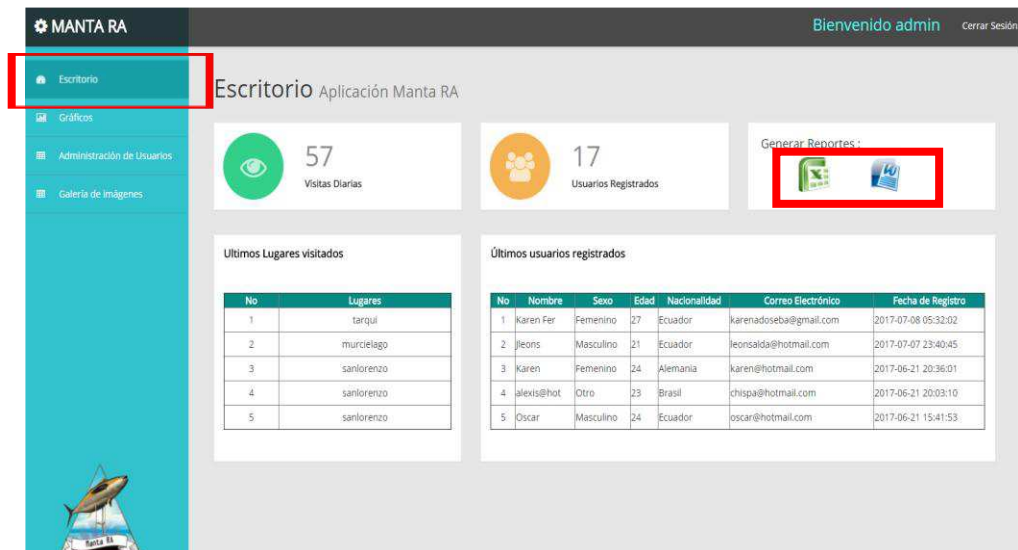 MANTA RA
Bienvenido admin Cerrar Sesión
Escritorio
Gráficos
Administración de Usuarios
Galería de imágenes
Escritorio Aplicación Manta RA
57
Visitas Diarias
17
Usuarios Registrados
Generar Reportes :
Ultimos Lugares visitados
No Lugares
1 tarqui
2 murcielago
3 sanlorenzo
4 sanlorenzo
5 sanlorenzo
Últimos usuarios registrados
No Nombre Sexo Edad Nacionalidad Correo Electrónico Fecha de Registro
1 Karen Fer Femenino 27 Ecuador karenadoseba@gmail.com 2017-07-08 05:32:02
2 Jleons Masculino 21 Ecuador leonsalda@hotmail.com 2017-07-07 23:40:45
3 Karen Femenino 24 Alemania karen@hotmail.com 2017-06-21 20:36:01
4 alexis@hot Otro 23 Brasil chispa@hotmail.com 2017-06-21 20:03:10
5 Oscar Masculino 24 Ecuador oscar@hotmail.com 2017-06-21 15:41:53
Manta RA